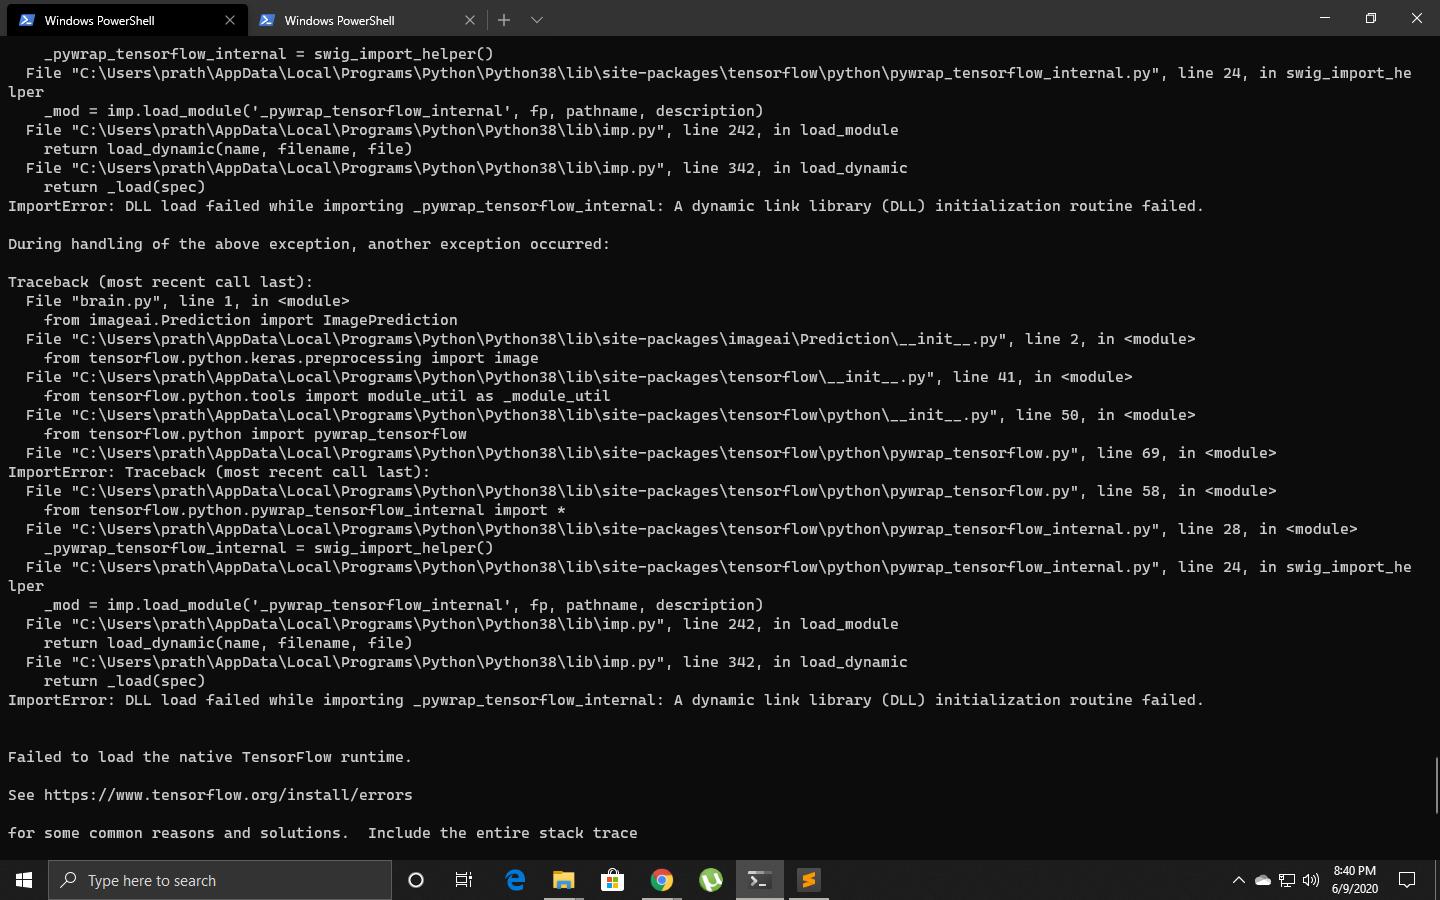 Windows PowerShell
Windows PowerShell
    _pywrap_tensorflow_internal = swig_import_helper()
  File "C:\Users\prath\AppData\Local\Programs\Python\Python38\lib\site-packages\tensorflow\python\pywrap_tensorflow_internal.py", line 24, in swig_import_he
lper
    _mod = imp.load_module('_pywrap_tensorflow_internal', fp, pathname, description)
  File "C:\Users\prath\AppData\Local\Programs\Python\Python38\lib\imp.py", line 242, in load_module
    return load_dynamic(name, filename, file)
  File "C:\Users\prath\AppData\Local\Programs\Python\Python38\lib\imp.py", line 342, in load_dynamic
    return _load(spec)
ImportError: DLL load failed while importing _pywrap_tensorflow_internal: A dynamic link library (DLL) initialization routine failed.

During handling of the above exception, another exception occurred:

Traceback (most recent call last):
  File "brain.py", line 1, in <module>
    from imageai.Prediction import ImagePrediction
  File "C:\Users\prath\AppData\Local\Programs\Python\Python38\lib\site-packages\imageai\Prediction\__init__.py", line 2, in <module>
    from tensorflow.python.keras.preprocessing import image
  File "C:\Users\prath\AppData\Local\Programs\Python\Python38\lib\site-packages\tensorflow\__init__.py", line 41, in <module>
    from tensorflow.python.tools import module_util as _module_util
  File "C:\Users\prath\AppData\Local\Programs\Python\Python38\lib\site-packages\tensorflow\python\__init__.py", line 50, in <module>
    from tensorflow.python import pywrap_tensorflow
  File "C:\Users\prath\AppData\Local\Programs\Python\Python38\lib\site-packages\tensorflow\python\pywrap_tensorflow.py", line 69, in <module>
ImportError: Traceback (most recent call last):
  File "C:\Users\prath\AppData\Local\Programs\Python\Python38\lib\site-packages\tensorflow\python\pywrap_tensorflow.py", line 58, in <module>
    from tensorflow.python.pywrap_tensorflow_internal import *
  File "C:\Users\prath\AppData\Local\Programs\Python\Python38\lib\site-packages\tensorflow\python\pywrap_tensorflow_internal.py", line 28, in <module>
    _pywrap_tensorflow_internal = swig_import_helper()
  File "C:\Users\prath\AppData\Local\Programs\Python\Python38\lib\site-packages\tensorflow\python\pywrap_tensorflow_internal.py", line 24, in swig_import_he
lper
    _mod = imp.load_module('_pywrap_tensorflow_internal', fp, pathname, description)
  File "C:\Users\prath\AppData\Local\Programs\Python\Python38\lib\imp.py", line 242, in load_module
    return load_dynamic(name, filename, file)
  File "C:\Users\prath\AppData\Local\Programs\Python\Python38\lib\imp.py", line 342, in load_dynamic
    return _load(spec)
ImportError: DLL load failed while importing _pywrap_tensorflow_internal: A dynamic link library (DLL) initialization routine failed.

Failed to load the native TensorFlow runtime.

See https://www.tensorflow.org/install/errors

for some common reasons and solutions.  Include the entire stack trace
Type here to search
8:40 PM
6/9/2020